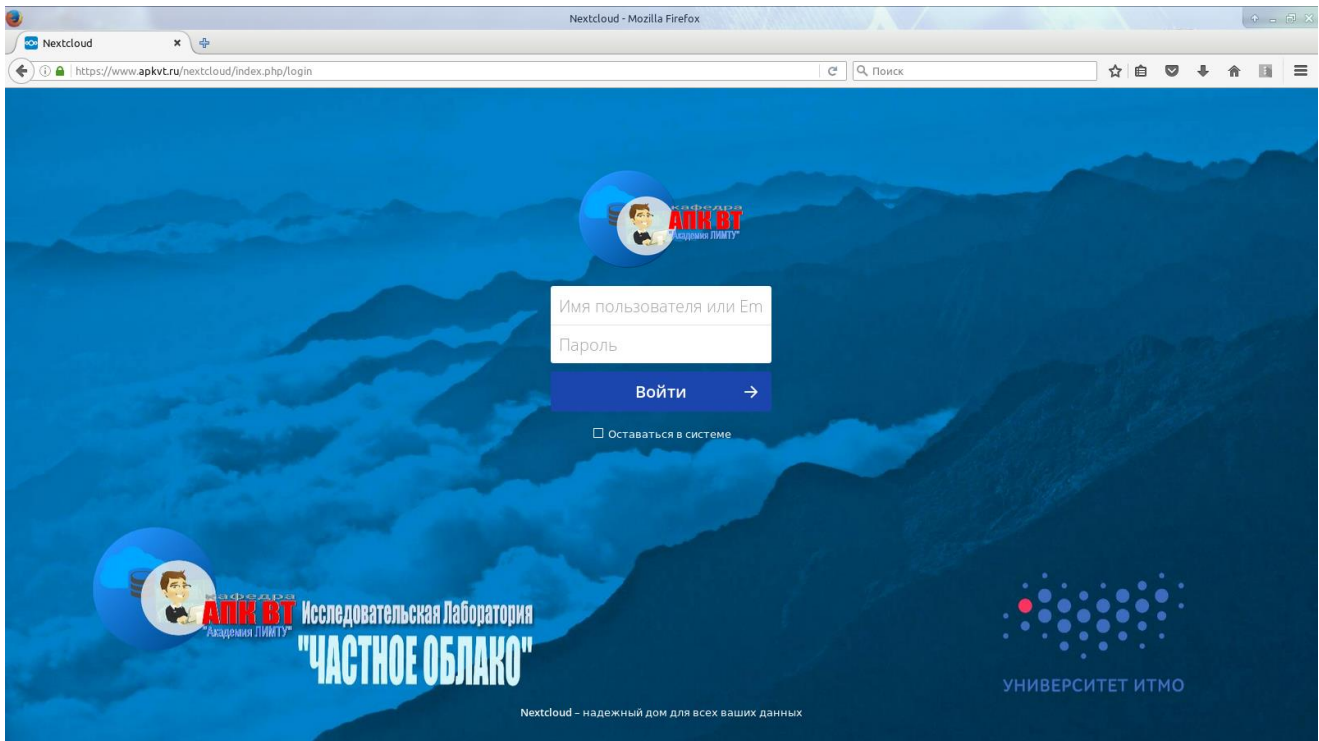 Nextcloud - Mozilla Firefox
Nextcloud
https://www.apkvt.ru/nextcloud/index.php/login
Поиск
кафедра
АПК ВТ
"Академия ЛИМТУ"
Имя пользователя или Em
Пароль
Войти
Оставаться в системе
кафедра
АПК ВТ
"Академия ЛИМТУ"
Исследовательская Лаборатория
"ЧАСТНОЕ ОБЛАКО"
УНИВЕРСИТЕТ ИТМО
Nextcloud – надежный дом для всех ваших данных